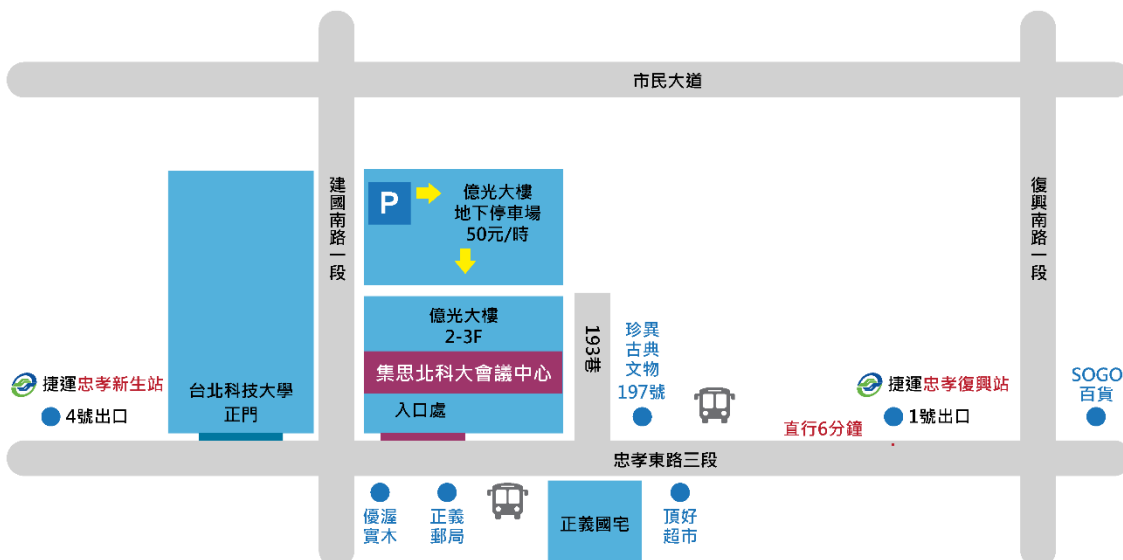 市民大道
建國南路一段
復興南路一段
P
億光大樓
地下停車場
50元/時
億光大樓
2-3F
集思北科大會議中心
入口處
193巷
珍異
古典
文物
197號
捷運忠孝新生站
4號出口
台北科技大學
正門
捷運忠孝復興站
1號出口
直行6分鐘
SOGO
百貨
忠孝東路三段
優渥
實木
正義
郵局
正義國宅
頂好
超市